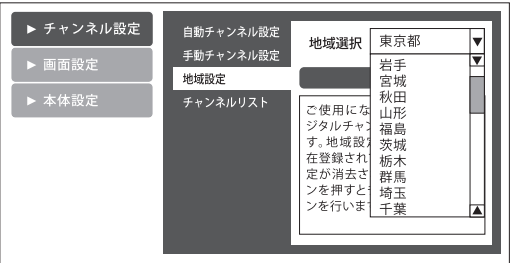 ▶ チャンネル設定
▶ 画面設定
▶ 本体設定
自動チャンネル設定
手動チャンネル設定
地域設定
チャンネルリスト
地域選択 東京都 ▼
岩手
宮城
秋田
山形
福島
茨城
栃木
群馬
埼玉
千葉
ご使用にな
ジタルチャン
す。地域設
在登録され
定が消去さ
ンを押すと
ンを行いま